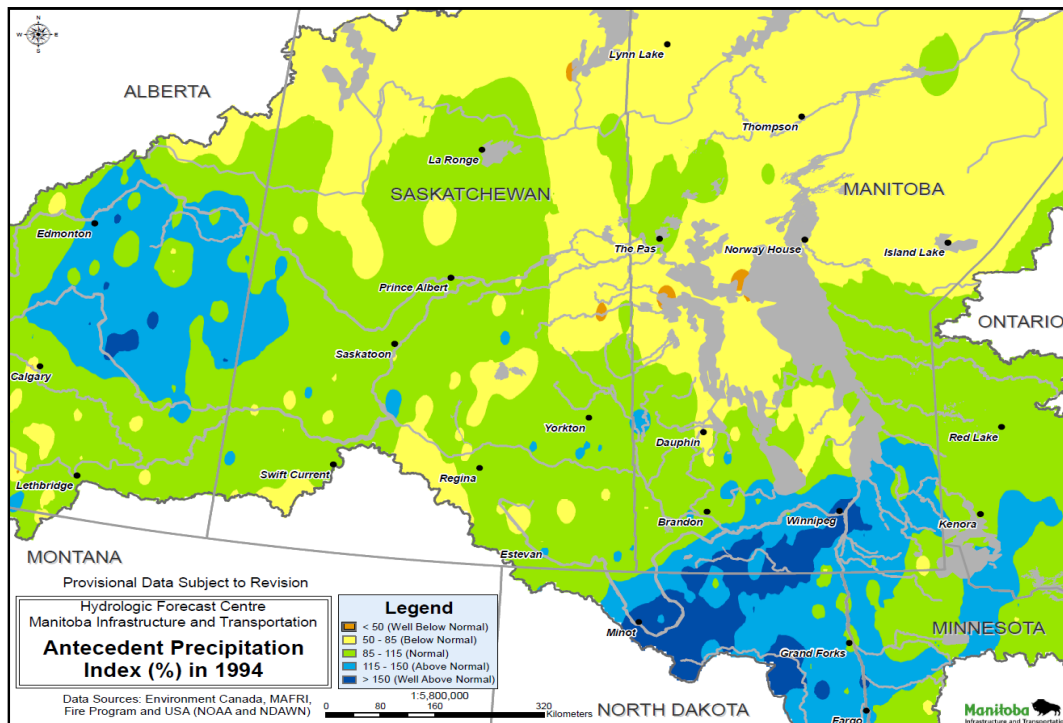 N
W E
S
ALBERTA
Lynn Lake
Thompson
La Ronge
SASKATCHEWAN
MANITOBA
Edmonton
The Pas
Norway House
Island Lake
Prince Albert
ONTARIO
Saskatoon
Calgary
Yorkton
Dauphin
Red Lake
Lethbridge
Swift Current
Regina
Brandon
Winnipeg
Kenora
MONTANA
Estevan
Minot
MINNESOTA
Grand Forks
NORTH DAKOTA
Fargo
Provisional Data Subject to Revision
Hydrologic Forecast Centre
Manitoba Infrastructure and Transportation
Antecedent Precipitation
Index (%) in 1994
Data Sources: Environment Canada, MAFRI,
Fire Program and USA (NOAA and NDAWN)
Legend
< 50 (Well Below Normal)
50 - 85 (Below Normal)
85 - 115 (Normal)
115 - 150 (Above Normal)
> 150 (Well Above Normal)
1:5,800,000
0 80 160 320
Kilometers
Manitoba
Infrastructure and Transportation